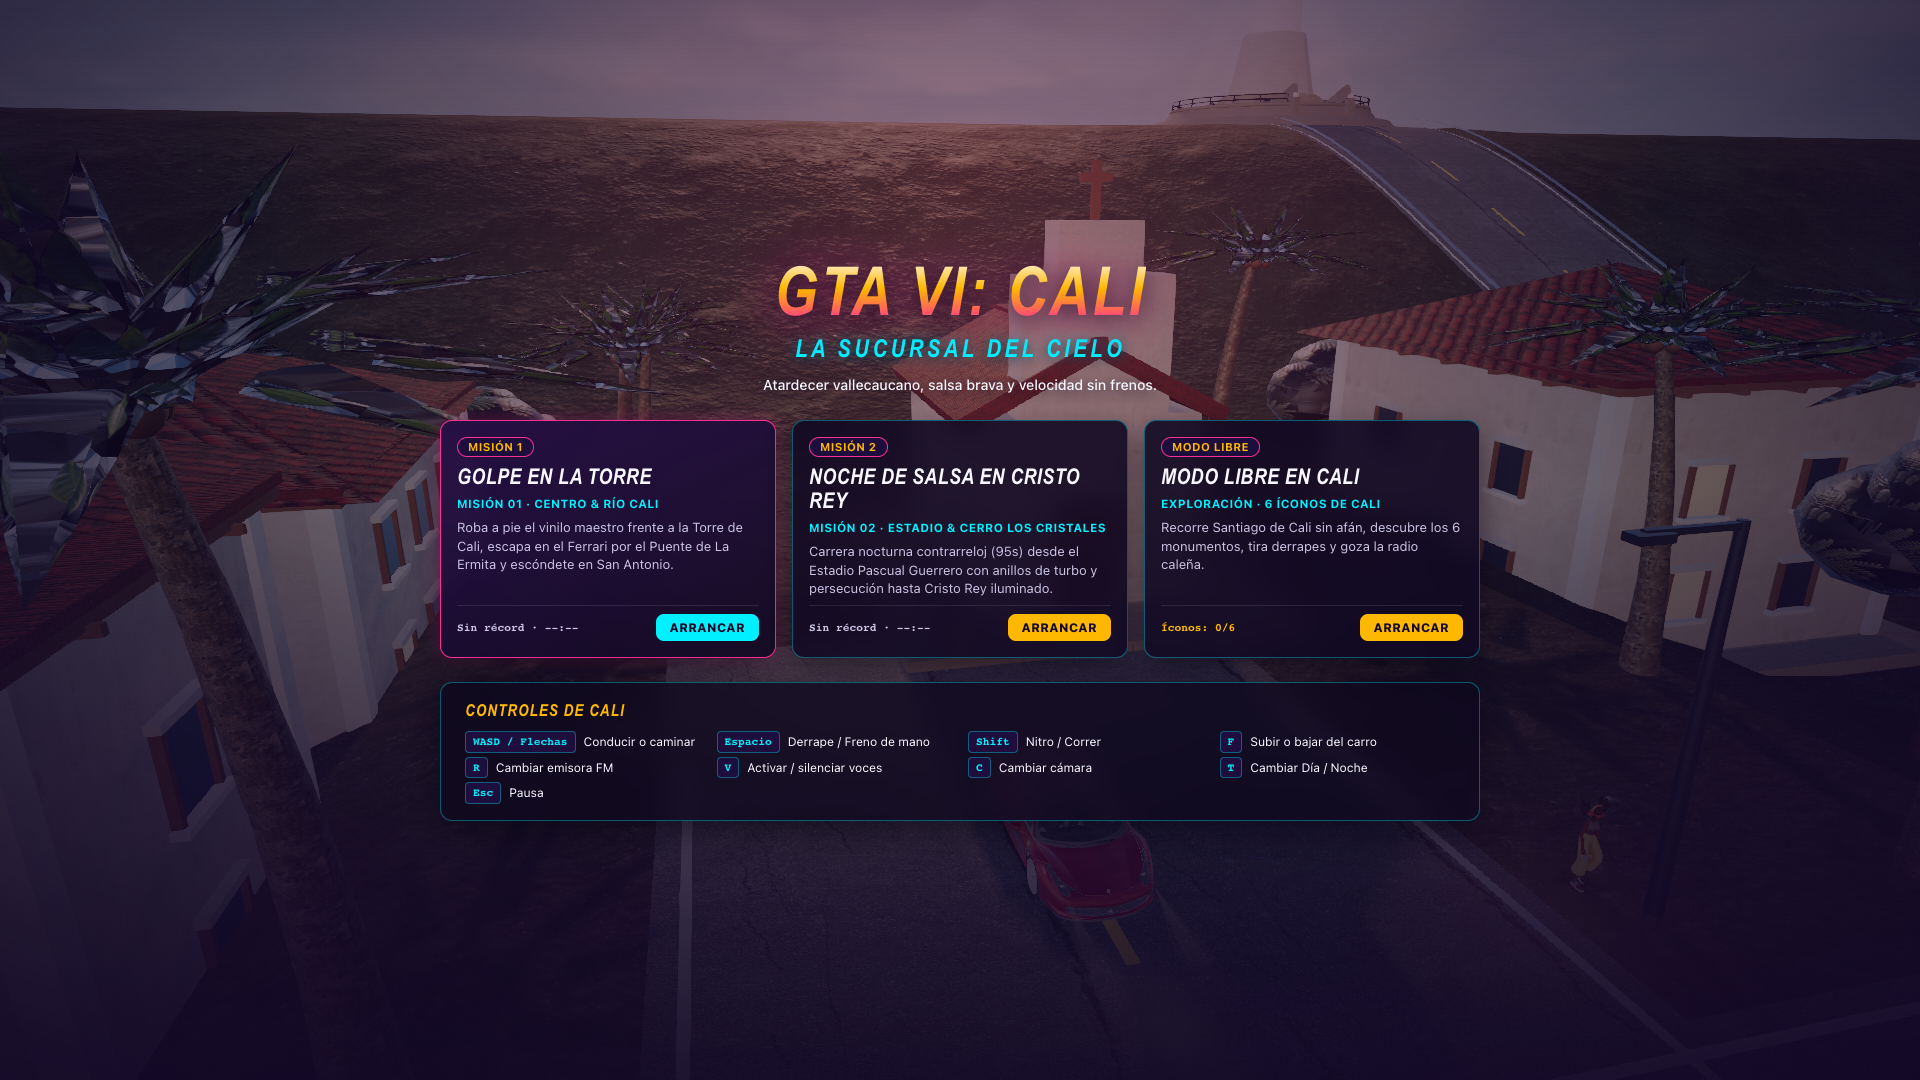 GTA VI: CALI
LA SUCURSAL DEL CIELO
Atardecer vallecaucano, salsa brava y velocidad sin frenos.
MISIÓN 1
GOLPE EN LA TORRE
MISIÓN 01 · CENTRO & RÍO CALI
Roba a pie el vinilo maestro frente a la Torre de
Cali, escapa en el Ferrari por el Puente de La
Ermita y escóndete en San Antonio.
Sin récord · --:--
ARRANCAR
MISIÓN 2
NOCHE DE SALSA EN CRISTO
REY
MISIÓN 02 · ESTADIO & CERRO LOS CRISTALES
Carrera nocturna contrarreloj (95s) desde el
Estadio Pascual Guerrero con anillos de turbo y
persecución hasta Cristo Rey iluminado.
Sin récord · --:--
ARRANCAR
MODO LIBRE
MODO LIBRE EN CALI
EXPLORACIÓN · 6 ÍCONOS DE CALI
Recorre Santiago de Cali sin afán, descubre los 6
monumentos, tira derrapes y goza la radio
caleña.
Íconos: 0/6
ARRANCAR
CONTROLES DE CALI
WASD / Flechas Conducir o caminar
Espacio Derrape / Freno de mano
Shift Nitro / Correr
F Subir o bajar del carro
R Cambiar emisora FM
V Activar / silenciar voces
C Cambiar cámara
T Cambiar Día / Noche
Esc Pausa